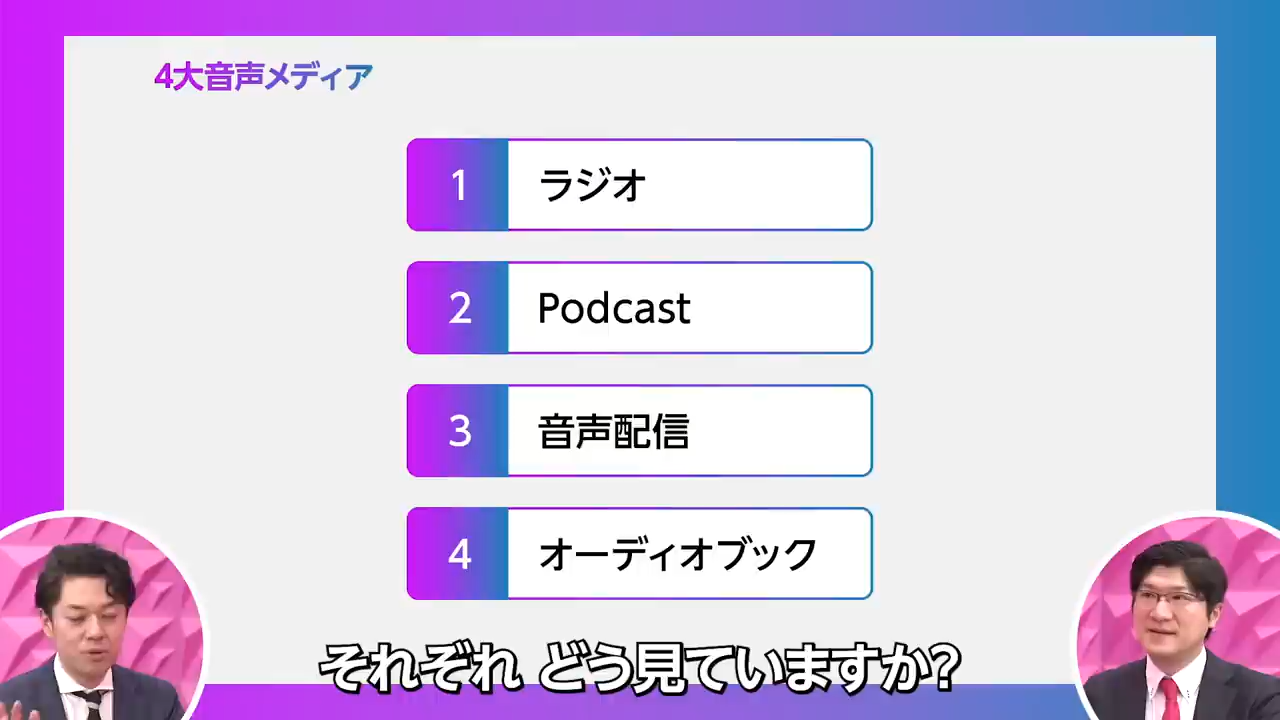 4大音声メディア
1 ラジオ
2 Podcast
3 音声配信
4 オーディオブック
それぞれ どう見ていますか?